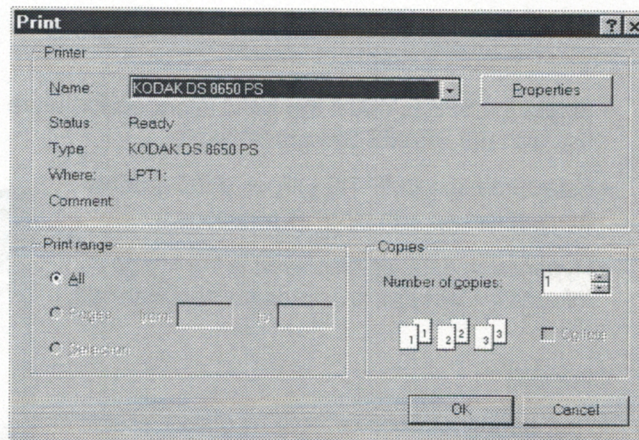 Print
Printer
Name: KODAK DS 8650 PS Properties
Status: Ready
Type: KODAK DS 8650 PS
Where: LPT1:
Comment:
Print range
All
Pages from: to:
Selection
Copies
Number of copies: 1
1 1 2 2 3 3 Collate
OK Cancel